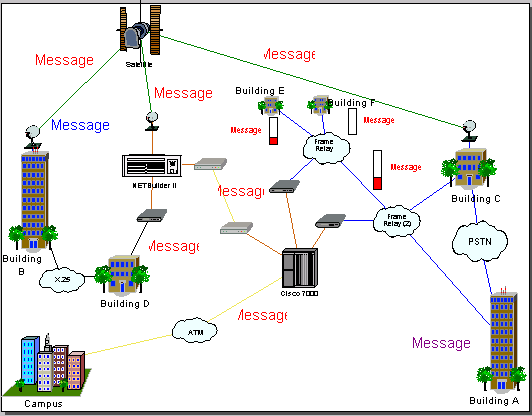 Message
Satellite
Message
Message
Message
Building E
Building F
Message
Message
Frame
Relay
Message
NETBuilder II
Message
Building C
Frame
Relay (2)
PSTN
Message
Building
B
X.25
Building D
Cisco 7000
Message
ATM
Message
Campus
Building A